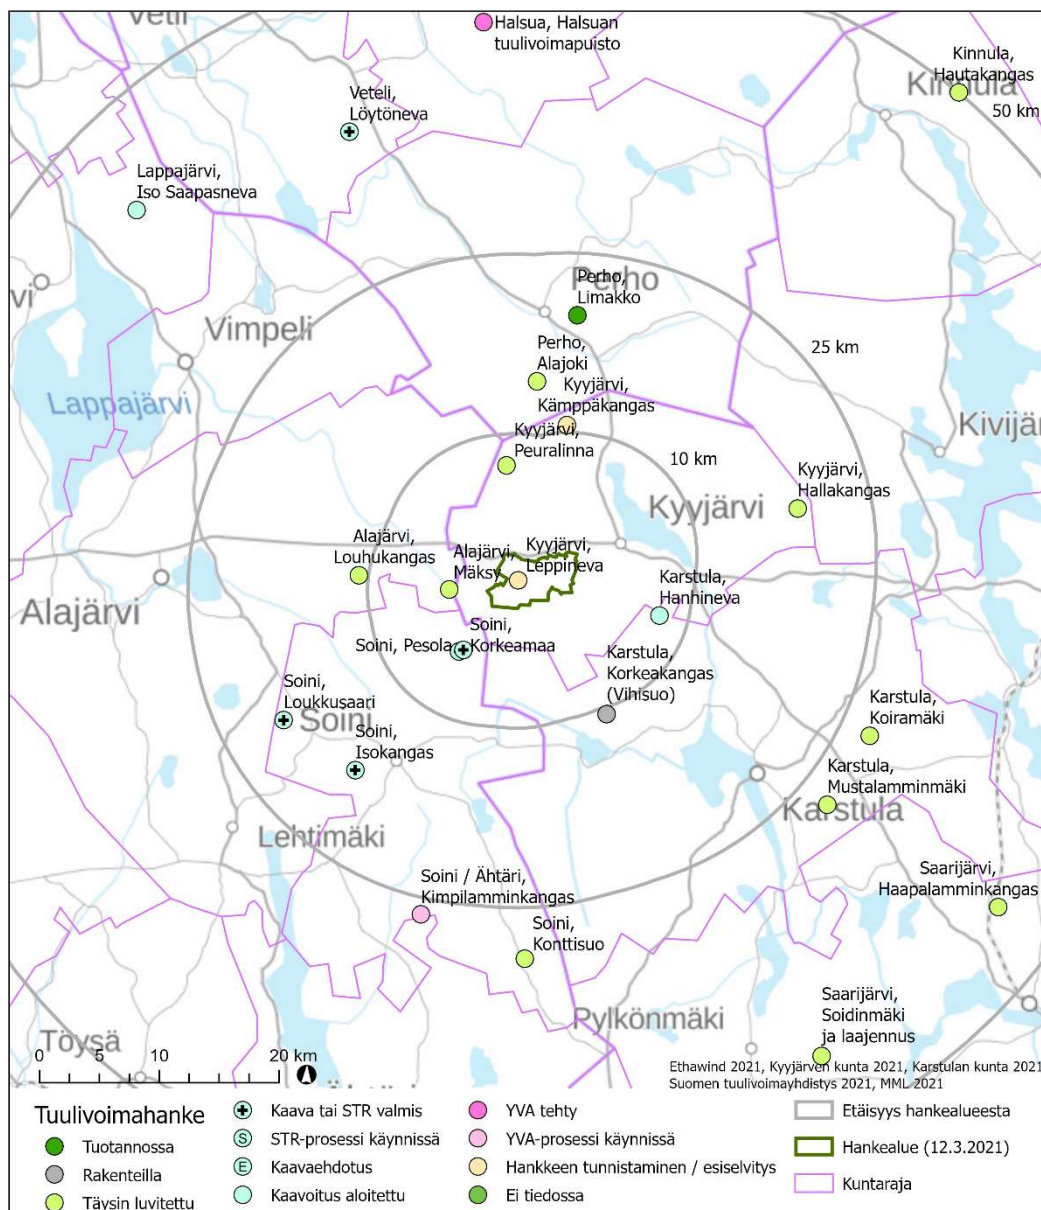 Veteli
Halsua, Halsuan
tuulivoimapuisto
Kinnula,
Hautakangas
Kinnula
50 km
Veteli,
Löytöneva
Lappajärvi,
Iso Saapasneva
Perho
Perho,
Limakko
rvi
Vimpeli
25 km
Perho,
Alajoki
Lappajärvi
Kyyjärvi,
Kämppäkangas
Kivijär
Kyyjärvi,
Peuralinna
10 km
Kyyjärvi,
Hallakangas
Kyyjärvi
Alajärvi,
Louhukangas
Alajärvi,
Mäksy
Kyyjärvi,
Leppineva
Karstula,
Hanhineva
Alajärvi
Soini,
Korkeamaa
Soini, Pesola
Karstula,
Korkeakangas
(Vihisuo)
Soini,
Loukkusaari
Soini
Karstula,
Koiramäki
Soini,
Isokangas
Karstula,
Mustalamminmäki
Karstula
Lehtimäki
Saarijärvi,
Haapalamminkangas
Soini / Ähtäri,
Kimpilamminkangas
Soini,
Konttisuo
Saarijärvi,
Soidinmäki
ja laajennus
Pylkönmäki
Töysä
0 5 10 20 km
Ethawind 2021, Kyyjärven kunta 2021, Karstulan kunta 2021
Suomen tuulivoimayhdistys 2021, MML 2021
Tuulivoimahanke
Tuotannossa
Rakenteilla
Täysin luvitettu
Kaava tai STR valmis
S STR-prosessi käynnissä
E Kaavaehdotus
Kaavoitus aloitettu
YVA tehty
YVA-prosessi käynnissä
Hankkeen tunnistaminen / esiselvitys
Ei tiedossa
Etäisyys hankealueesta
Hankealue (12.3.2021)
Kuntaraja